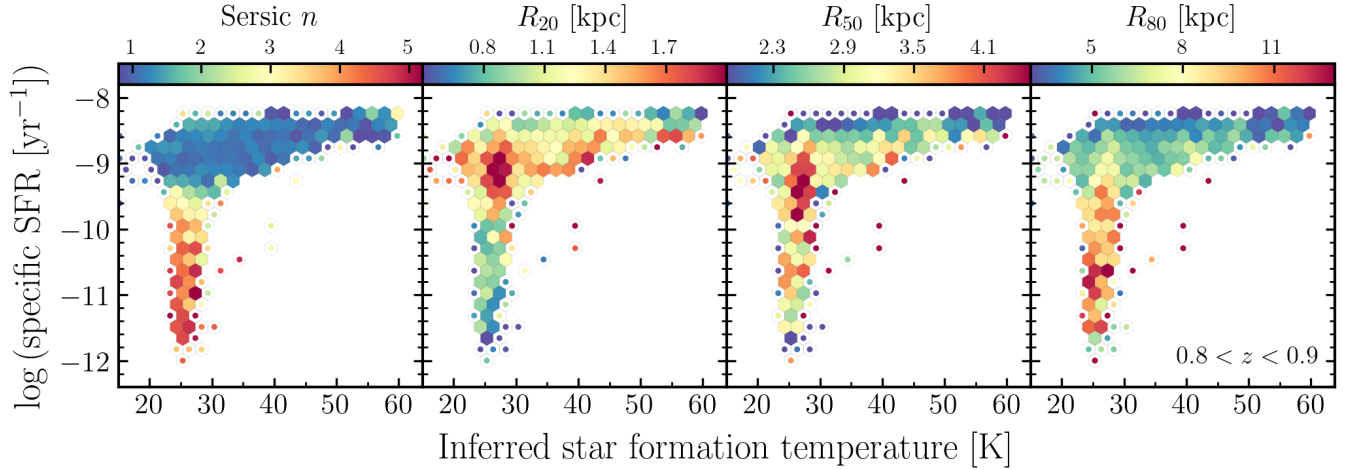 Sersic n R₂₀ [kpc] R₅₀ [kpc] R₈₀ [kpc]
1 2 3 4 5 0.8 1.1 1.4 1.7 2.3 2.9 3.5 4.1 5 8 11
log (specific SFR [yr⁻¹])
−8
−9
−10
−11
−12
0.8 < z < 0.9
20 30 40 50 60 20 30 40 50 60 20 30 40 50 60 20 30 40 50 60
Inferred star formation temperature [K]